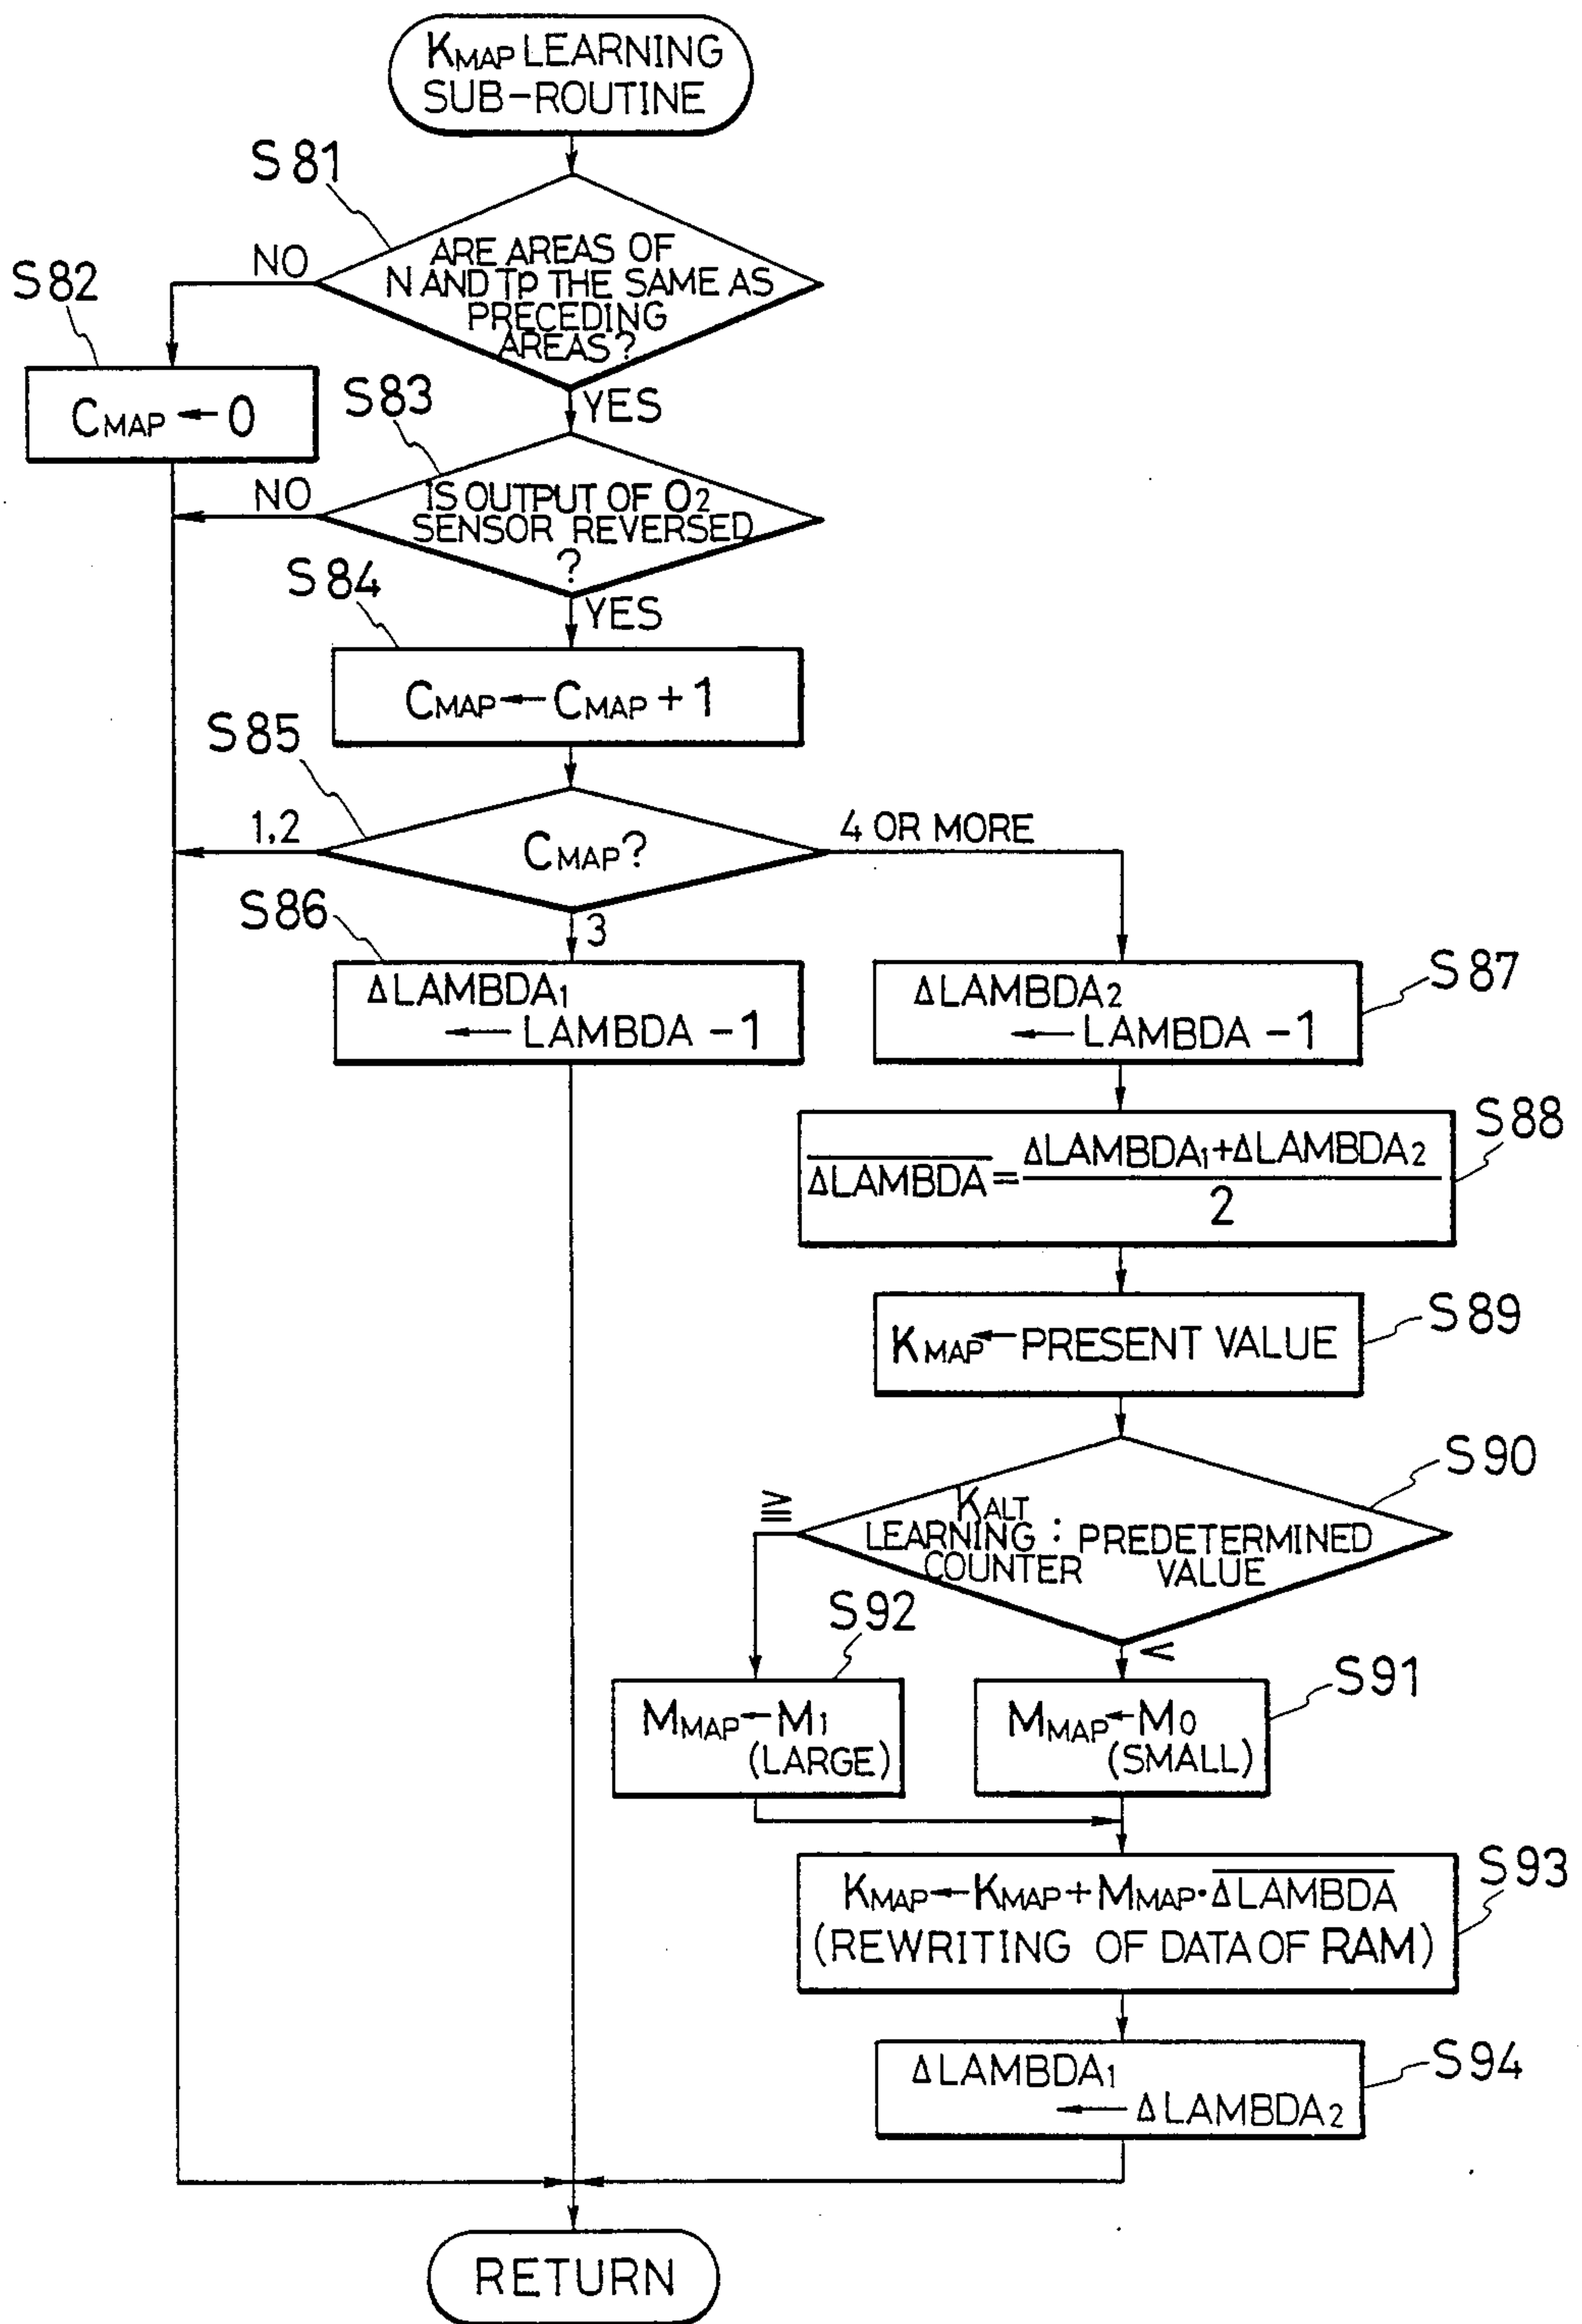 KMAP LEARNING
SUB-ROUTINE
S81
ARE AREAS OF
N AND TP THE SAME AS
PRECEDING
AREAS?
NO
YES
S82
CMAP ← 0
S83
IS OUTPUT OF O2
SENSOR REVERSED
?
NO
YES
S84
CMAP ← CMAP + 1
S85
CMAP?
1,2
4 OR MORE
3
S86
ΔLAMBDA1
← LAMBDA - 1
S87
ΔLAMBDA2
← LAMBDA - 1
S88
ΔLAMBDA = ΔLAMBDA1 + ΔLAMBDA2
2
S89
KMAP ← PRESENT VALUE
S90
KALT
LEARNING : PREDETERMINED
COUNTER VALUE
≧
<
S92
MMAP ← M1
(LARGE)
S91
MMAP ← M0
(SMALL)
S93
KMAP ← KMAP + MMAP · ΔLAMBDA
(REWRITING OF DATA OF RAM)
S94
ΔLAMBDA1
← ΔLAMBDA2
RETURN